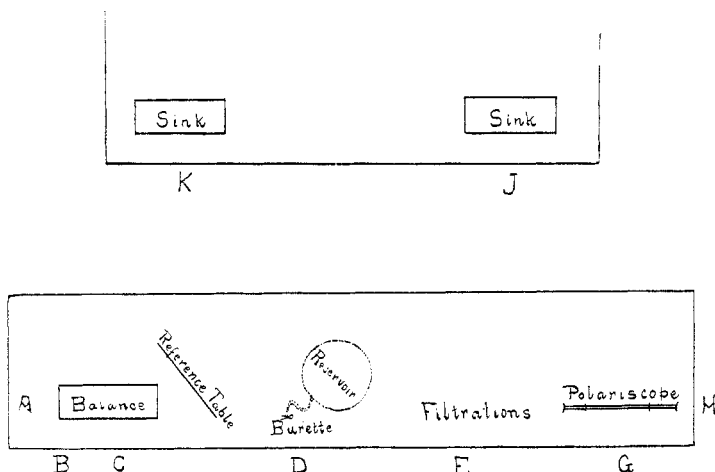 Sink
Sink
K
J
Reference Table
Reservoir
Polariscope
A
Balance
Filtrations
M
Burette
B
C
D
E
G